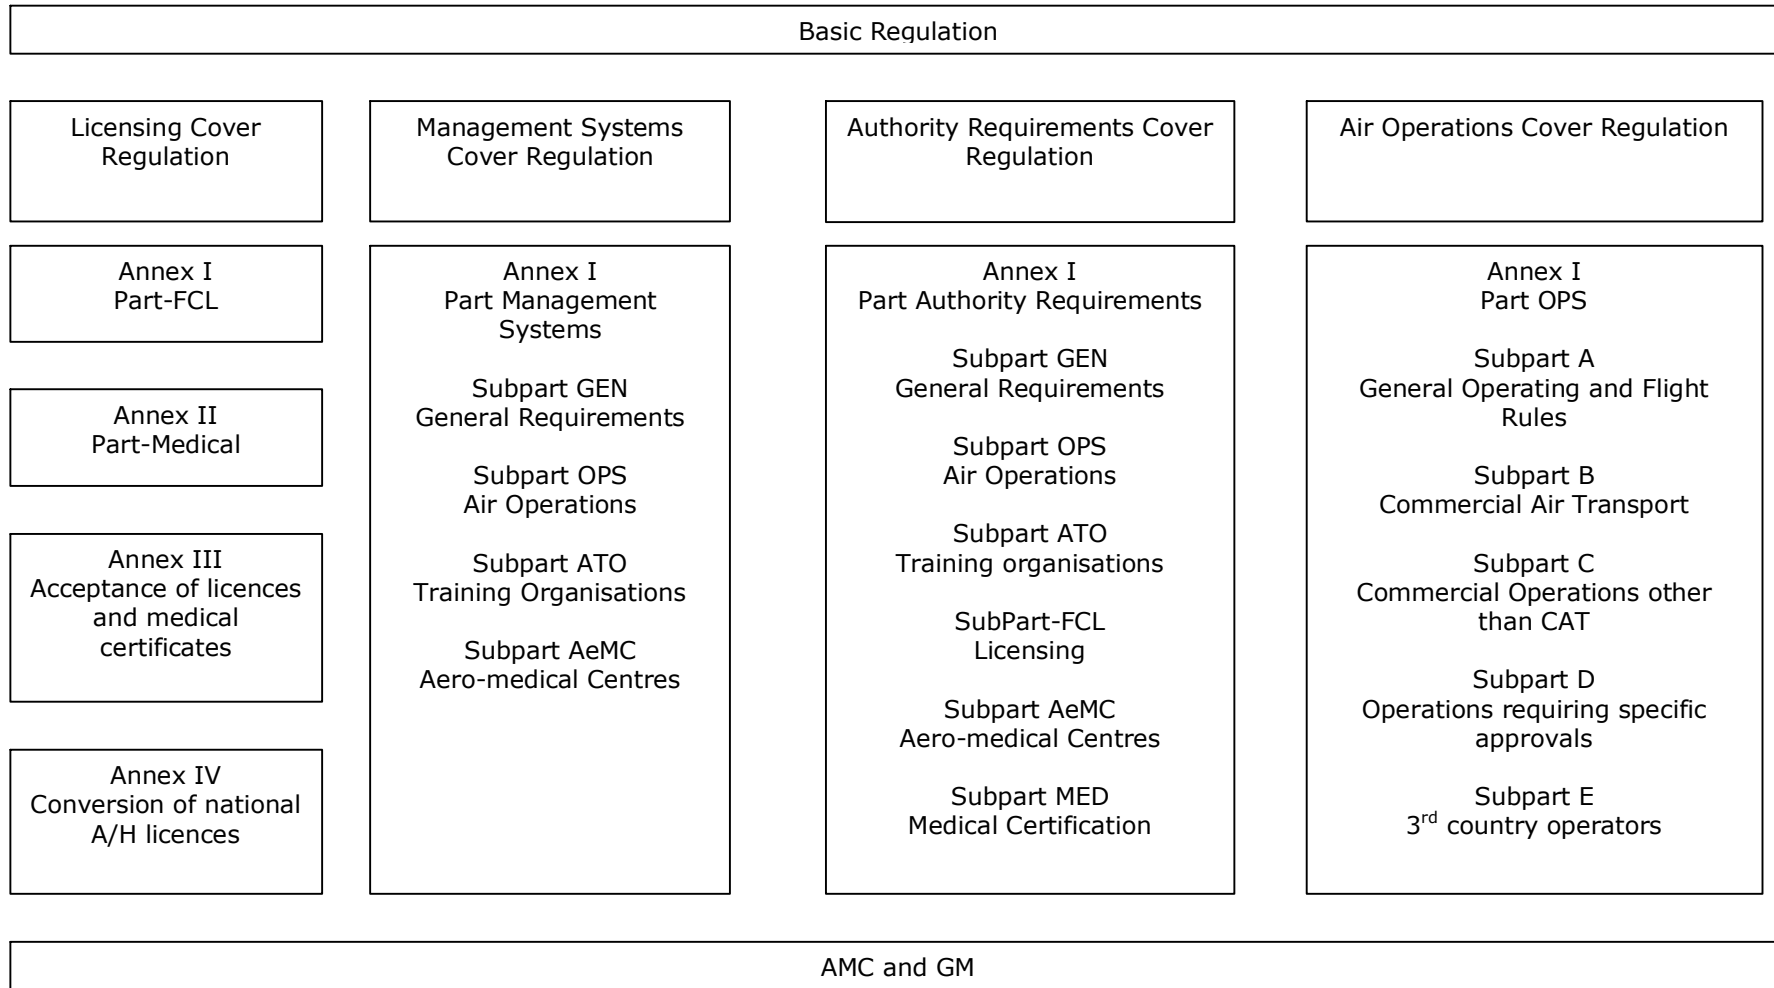 Basic Regulation
Licensing Cover
Regulation
Management Systems
Cover Regulation
Authority Requirements Cover
Regulation
Air Operations Cover Regulation
Annex I
Part-FCL
Annex II
Part-Medical
Annex III
Acceptance of licences
and medical
certificates
Annex IV
Conversion of national
A/H licences
Annex I
Part Management
Systems
Subpart GEN
General Requirements
Subpart OPS
Air Operations
Subpart ATO
Training Organisations
Subpart AeMC
Aero-medical Centres
Annex I
Part Authority Requirements
Subpart GEN
General Requirements
Subpart OPS
Air Operations
Subpart ATO
Training organisations
SubPart-FCL
Licensing
Subpart AeMC
Aero-medical Centres
Subpart MED
Medical Certification
Annex I
Part OPS
Subpart A
General Operating and Flight
Rules
Subpart B
Commercial Air Transport
Subpart C
Commercial Operations other
than CAT
Subpart D
Operations requiring specific
approvals
Subpart E
3rd country operators
AMC and GM